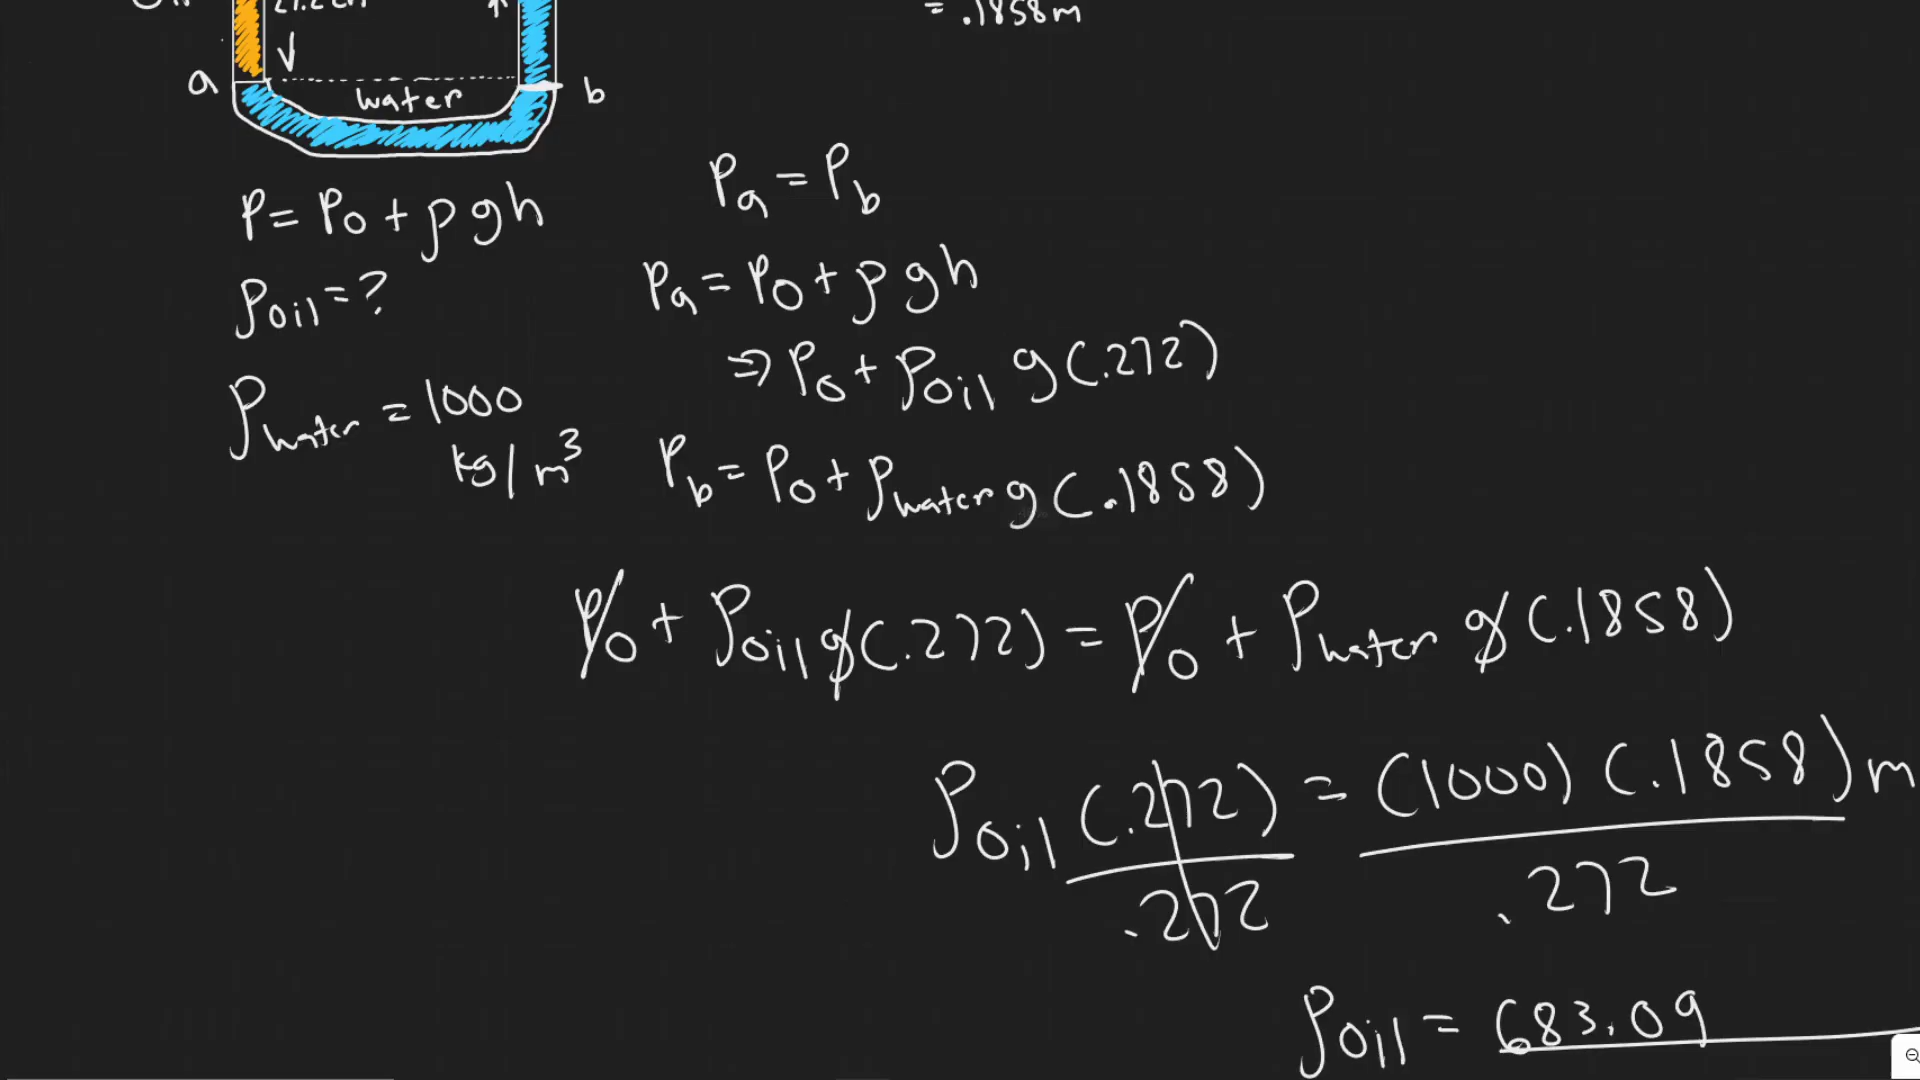 = .1858m
a
water
b
P = P₀ + ρgh
ρoil = ?
ρwater = 1000
kg/m³
Pa = Pb
Pa = P₀ + ρgh
⇒ P₀ + ρoil g(.272)
Pb = P₀ + ρwater g(.1858)
P₀ + ρoil g(.272) = P₀ + ρwater g(.1858)
ρoil (.272) = (1000)(.1858)m
.272 .272
ρoil = 683.09